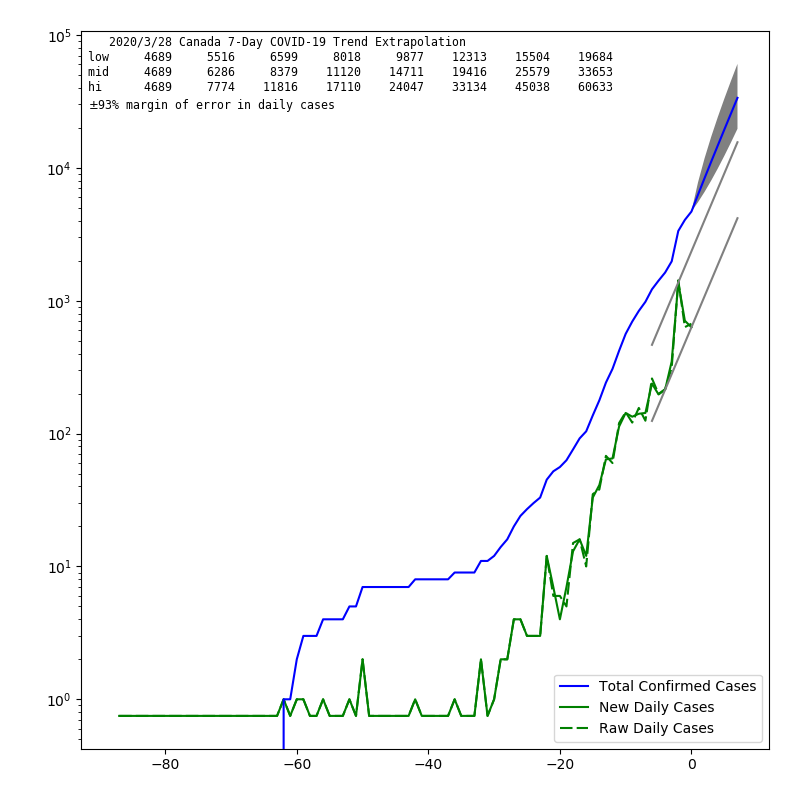 2020/3/28 Canada 7-Day COVID-19 Trend Extrapolation
low 4689 5516 6599 8018 9877 12313 15504 19684
mid 4689 6286 8379 11120 14711 19416 25579 33653
hi 4689 7774 11816 17110 24047 33134 45038 60633
±93% margin of error in daily cases
10⁵
10⁴
10³
10²
10¹
10⁰
Total Confirmed Cases
New Daily Cases
Raw Daily Cases
−80 −60 −40 −20 0